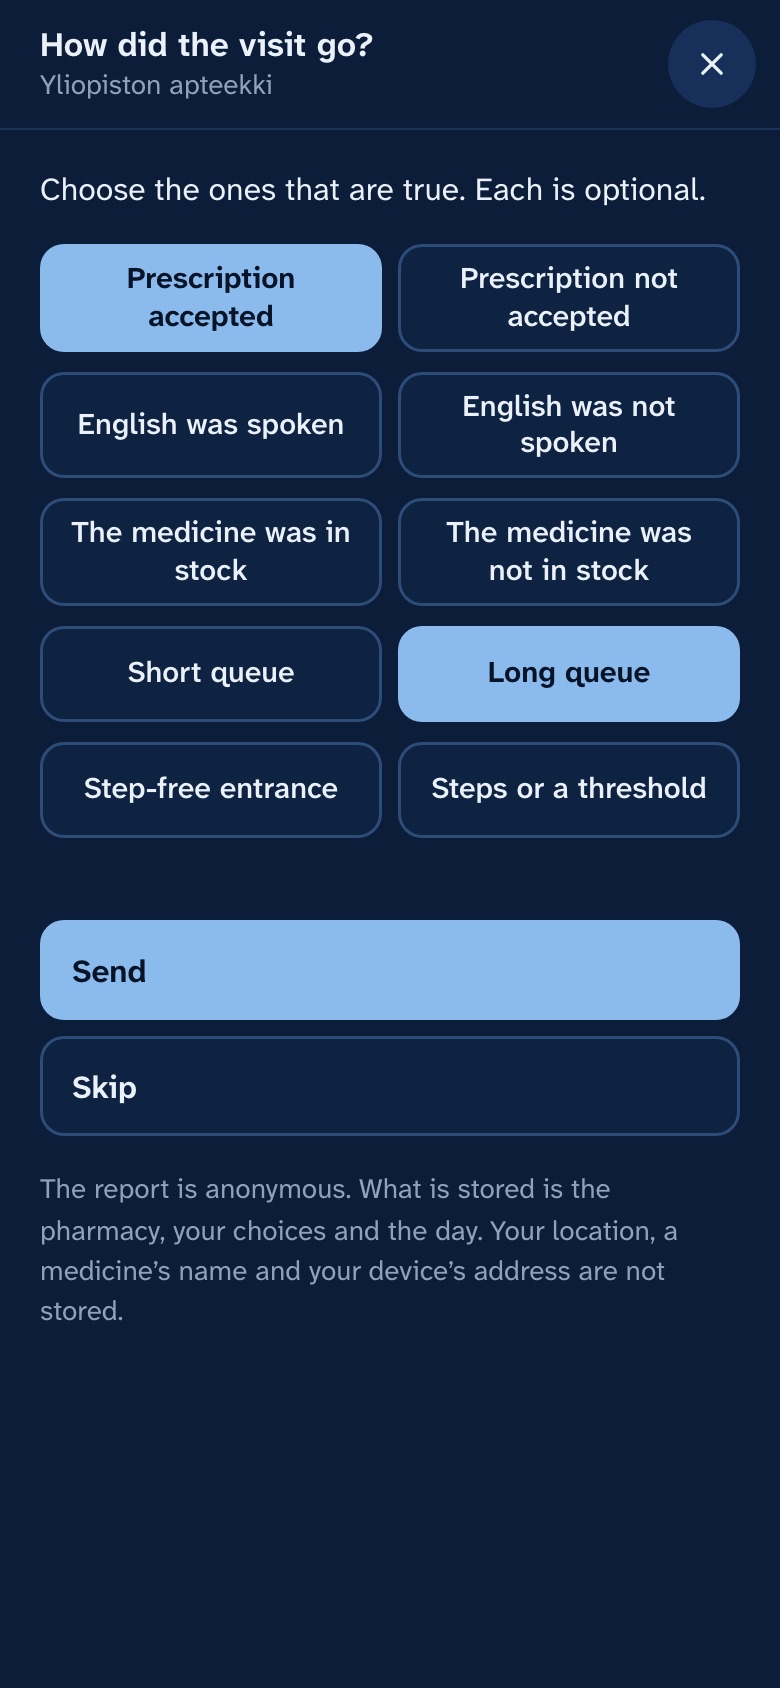 How did the visit go?
Yliopiston apteekki
Choose the ones that are true. Each is optional.
Prescription
accepted
Prescription not
accepted
English was spoken
English was not
spoken
The medicine was in
stock
The medicine was
not in stock
Short queue
Long queue
Step-free entrance
Steps or a threshold
Send
Skip
The report is anonymous. What is stored is the
pharmacy, your choices and the day. Your location, a
medicine’s name and your device’s address are not
stored.